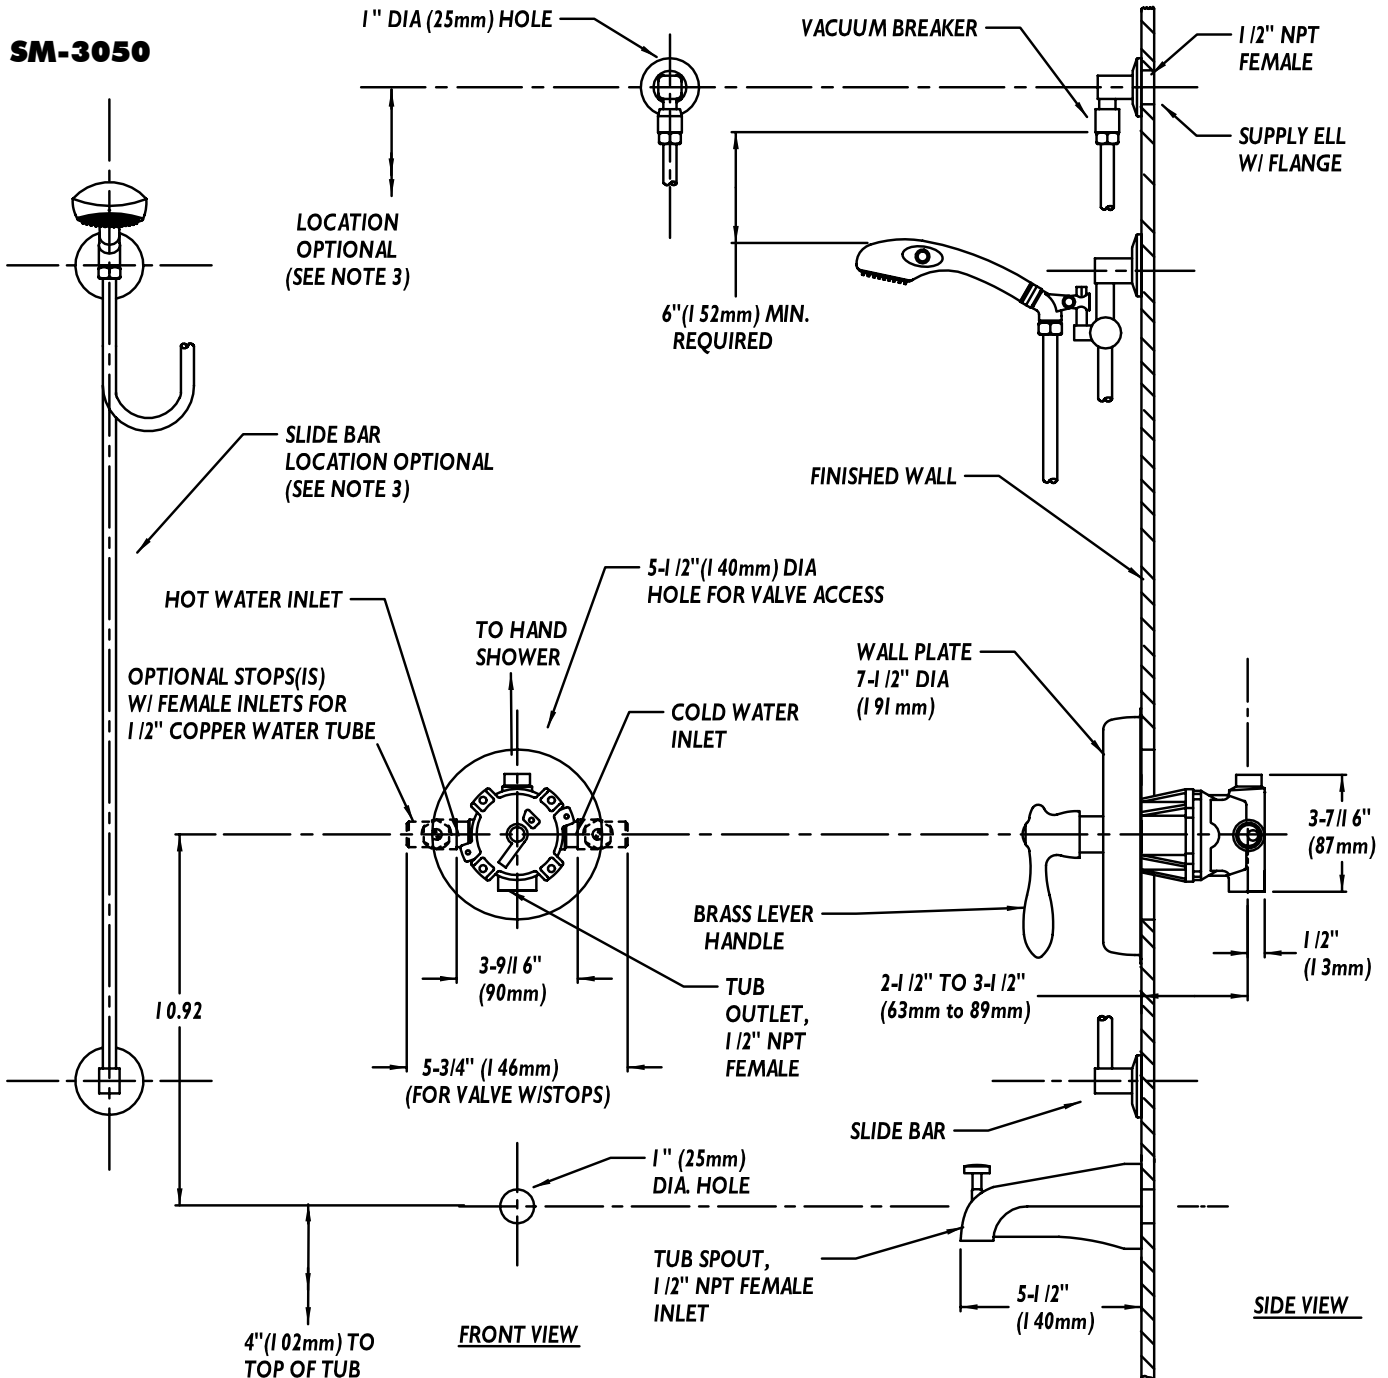 SM-3050
1" DIA (25mm) HOLE
VACUUM BREAKER
1/2" NPT
FEMALE
SUPPLY ELL
W/ FLANGE
LOCATION
OPTIONAL
(SEE NOTE 3)
6"(152mm) MIN.
REQUIRED
SLIDE BAR
LOCATION OPTIONAL
(SEE NOTE 3)
FINISHED WALL
5-1/2"(140mm) DIA
HOLE FOR VALVE ACCESS
HOT WATER INLET
TO HAND
SHOWER
OPTIONAL STOPS(IS)
W/ FEMALE INLETS FOR
1/2" COPPER WATER TUBE
WALL PLATE
7-1/2" DIA
(191mm)
COLD WATER
INLET
3-7/16"
(87mm)
BRASS LEVER
HANDLE
1/2"
(13mm)
3-9/16"
(90mm)
2-1/2" TO 3-1/2"
(63mm to 89mm)
TUB
OUTLET,
1/2" NPT
FEMALE
10.92
5-3/4" (146mm)
(FOR VALVE W/STOPS)
SLIDE BAR
1" (25mm)
DIA. HOLE
TUB SPOUT,
1/2" NPT FEMALE
INLET
5-1/2"
(140mm)
4"(102mm) TO
TOP OF TUB
FRONT VIEW
SIDE VIEW